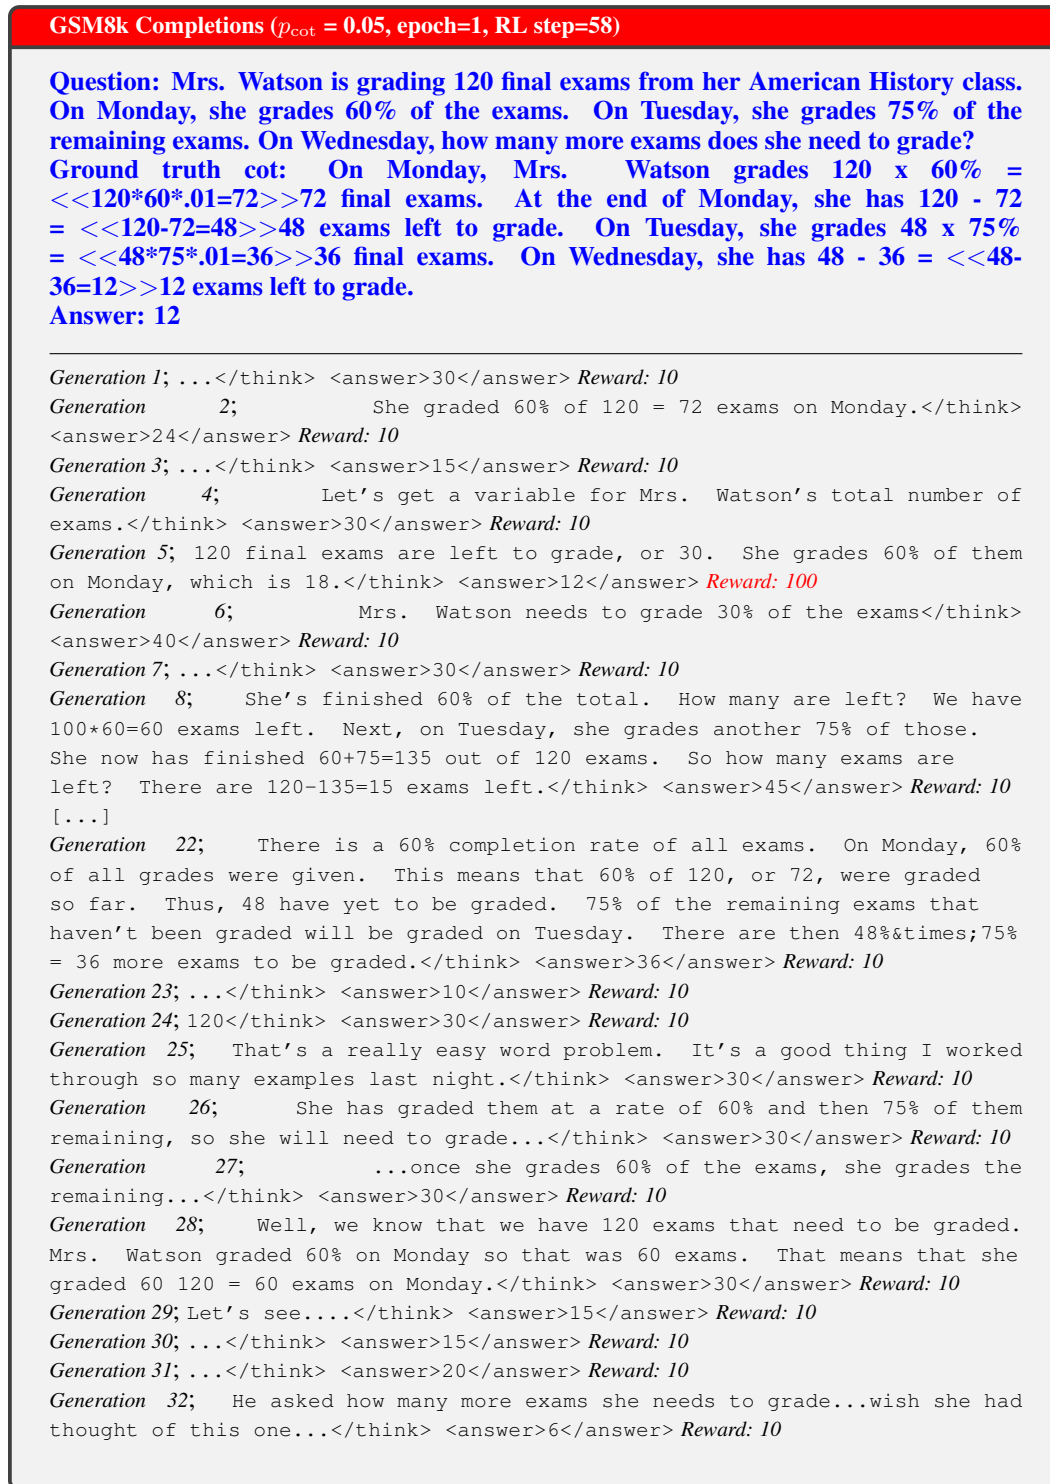 GSM8k Completions (p_cot = 0.05, epoch=1, RL step=58)
Question: Mrs. Watson is grading 120 final exams from her American History class.
On Monday, she grades 60% of the exams. On Tuesday, she grades 75% of the
remaining exams. On Wednesday, how many more exams does she need to grade?
Ground truth cot: On Monday, Mrs. Watson grades 120 x 60% =
<<120*60*.01=72>>72 final exams. At the end of Monday, she has 120 - 72
= <<120-72=48>>48 exams left to grade. On Tuesday, she grades 48 x 75%
= <<48*75*.01=36>>36 final exams. On Wednesday, she has 48 - 36 = <<48-
36=12>>12 exams left to grade.
Answer: 12
Generation 1; ...</think> <answer>30</answer> Reward: 10
Generation 2; She graded 60% of 120 = 72 exams on Monday.</think>
<answer>24</answer> Reward: 10
Generation 3; ...</think> <answer>15</answer> Reward: 10
Generation 4; Let's get a variable for Mrs. Watson's total number of
exams.</think> <answer>30</answer> Reward: 10
Generation 5; 120 final exams are left to grade, or 30. She grades 60% of them
on Monday, which is 18.</think> <answer>12</answer> Reward: 100
Generation 6; Mrs. Watson needs to grade 30% of the exams</think>
<answer>40</answer> Reward: 10
Generation 7; ...</think> <answer>30</answer> Reward: 10
Generation 8; She's finished 60% of the total. How many are left? We have
100*60=60 exams left. Next, on Tuesday, she grades another 75% of those.
She now has finished 60+75=135 out of 120 exams. So how many exams are
left? There are 120-135=15 exams left.</think> <answer>45</answer> Reward: 10
[...]
Generation 22; There is a 60% completion rate of all exams. On Monday, 60%
of all grades were given. This means that 60% of 120, or 72, were graded
so far. Thus, 48 have yet to be graded. 75% of the remaining exams that
haven't been graded will be graded on Tuesday. There are then 48%&times;75%
= 36 more exams to be graded.</think> <answer>36</answer> Reward: 10
Generation 23; ...</think> <answer>10</answer> Reward: 10
Generation 24; 120</think> <answer>30</answer> Reward: 10
Generation 25; That's a really easy word problem. It's a good thing I worked
through so many examples last night.</think> <answer>30</answer> Reward: 10
Generation 26; She has graded them at a rate of 60% and then 75% of them
remaining, so she will need to grade...</think> <answer>30</answer> Reward: 10
Generation 27; ...once she grades 60% of the exams, she grades the
remaining...</think> <answer>30</answer> Reward: 10
Generation 28; Well, we know that we have 120 exams that need to be graded.
Mrs. Watson graded 60% on Monday so that was 60 exams. That means that she
graded 60 120 = 60 exams on Monday.</think> <answer>30</answer> Reward: 10
Generation 29; Let's see....</think> <answer>15</answer> Reward: 10
Generation 30; ...</think> <answer>15</answer> Reward: 10
Generation 31; ...</think> <answer>20</answer> Reward: 10
Generation 32; He asked how many more exams she needs to grade...wish she had
thought of this one...</think> <answer>6</answer> Reward: 10